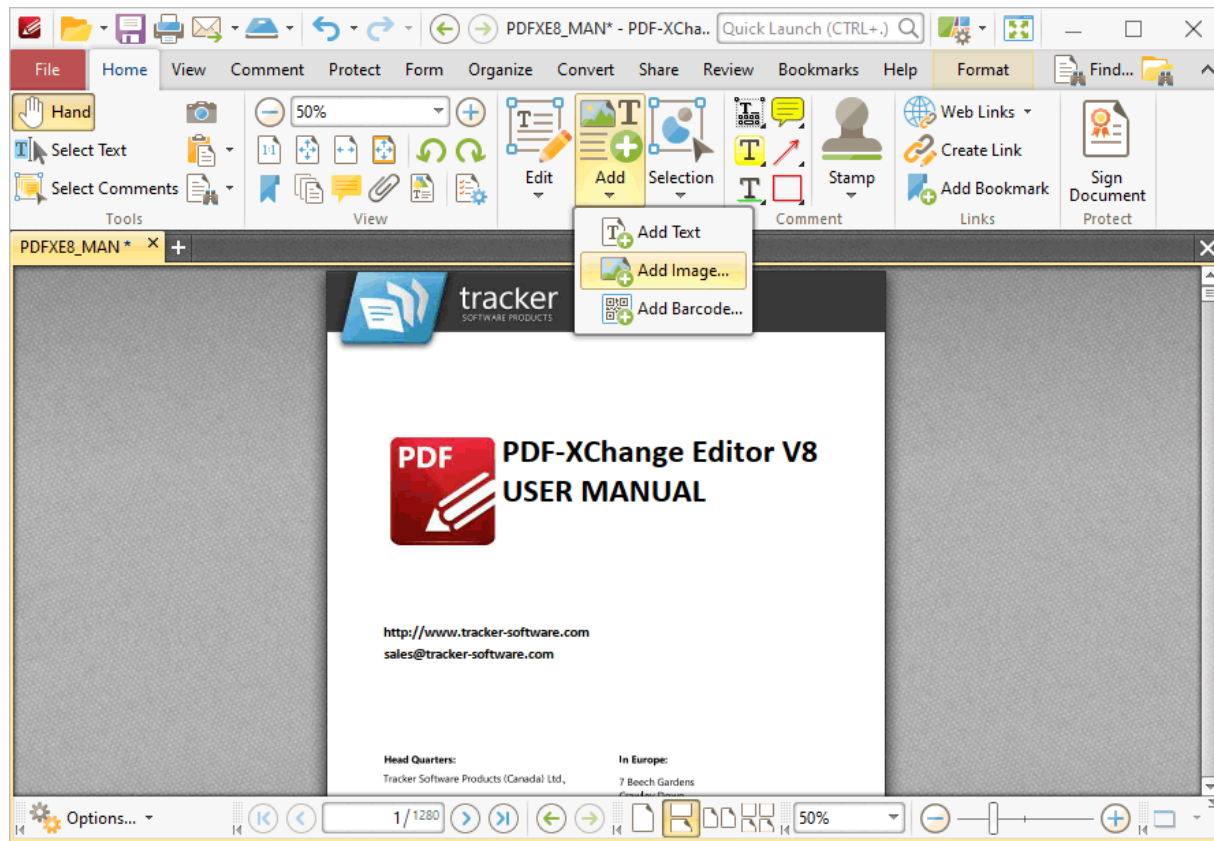 PDFXE8_MAN* - PDF-XCha.. Quick Launch (CTRL+.)
File Home View Comment Protect Form Organize Convert Share Review Bookmarks Help Format Find...
Hand
Select Text
Select Comments
Tools
50%
1:1
View
Edit
Add
Selection
Stamp
Comment
Web Links
Create Link
Add Bookmark
Links
Sign
Document
Protect
PDFXE8_MAN *
Add Text
Add Image...
Add Barcode...
tracker
SOFTWARE PRODUCTS
PDF
PDF-XChange Editor V8
USER MANUAL
http://www.tracker-software.com
sales@tracker-software.com
Head Quarters:
Tracker Software Products (Canada) Ltd.,
In Europe:
7 Beech Gardens
Crawley Down
Options... 1/1280 50%